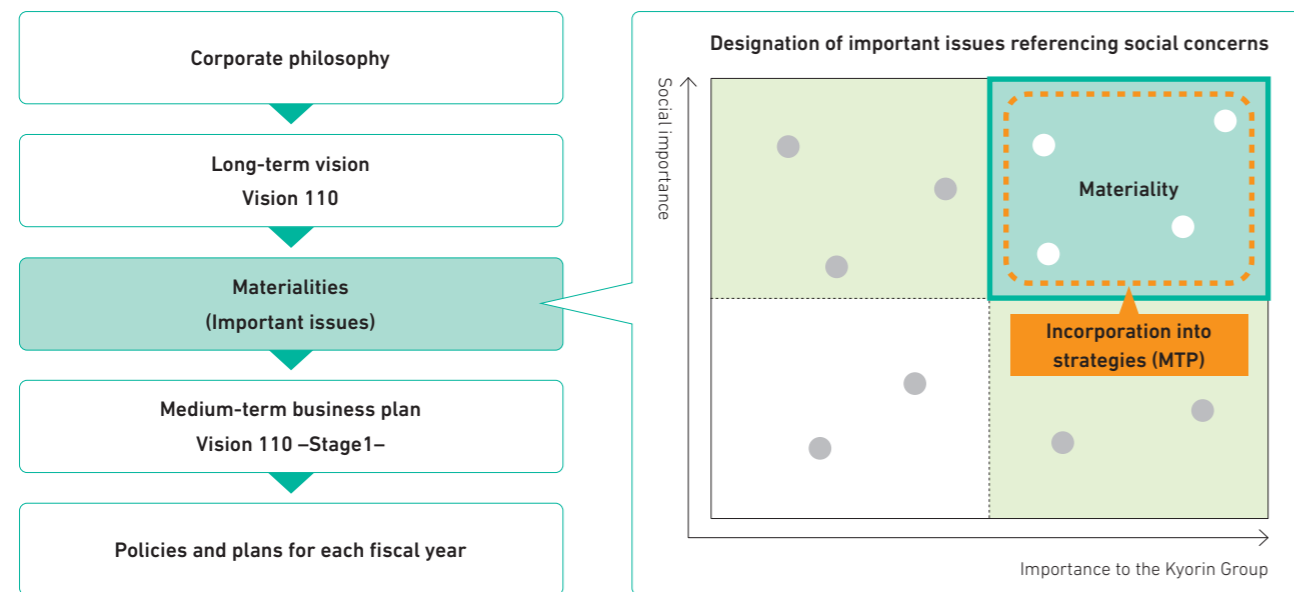 Corporate philosophy
Long-term vision
Vision 110
Materialities
(Important issues)
Medium-term business plan
Vision 110 –Stage1–
Policies and plans for each fiscal year
Designation of important issues referencing social concerns
Social importance
Materiality
Incorporation into
strategies (MTP)
Importance to the Kyorin Group